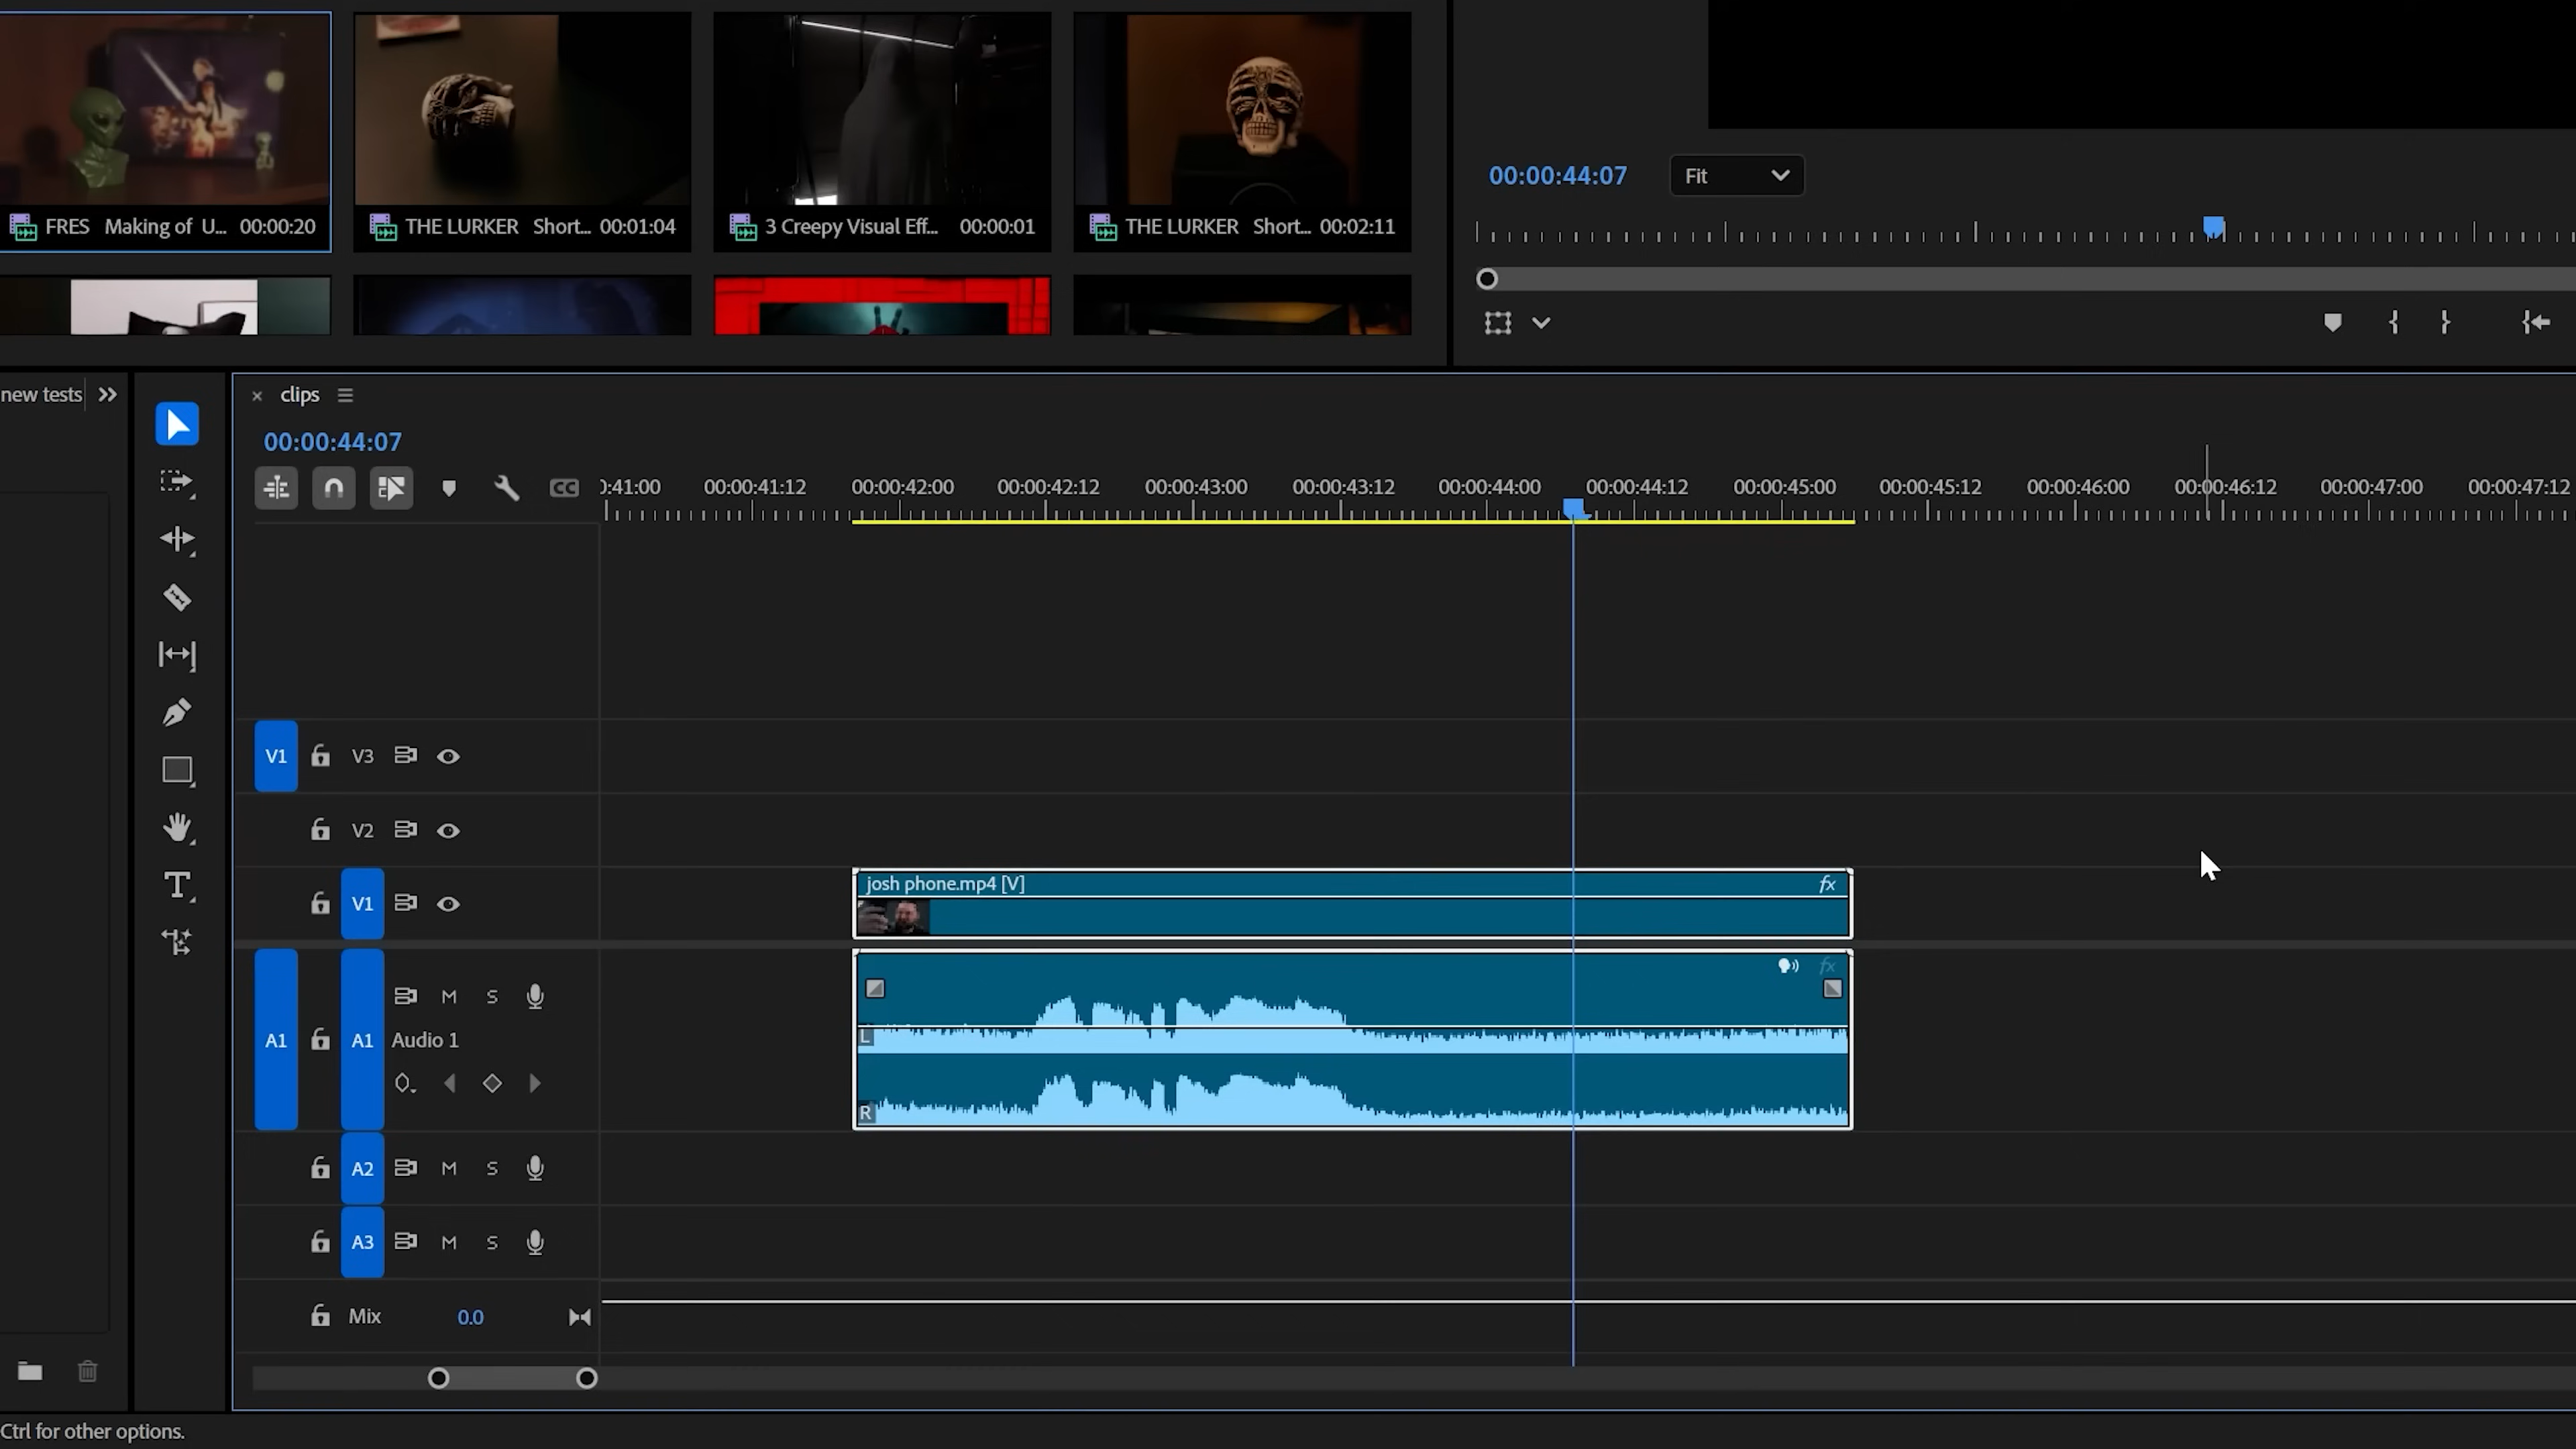 FRES Making of U... 00:00:20
THE LURKER Short... 00:01:04
3 Creepy Visual Eff... 00:00:01
THE LURKER Short... 00:02:11
00:00:44:07
Fit
new tests
clips
00:00:44:07
):41:00 00:00:41:12 00:00:42:00 00:00:42:12 00:00:43:00 00:00:43:12 00:00:44:00 00:00:44:12 00:00:45:00 00:00:45:12 00:00:46:00 00:00:46:12 00:00:47:00 00:00:47:12
CC
V1 V3
V2
V1
josh phone.mp4 [V] fx
fx
M S
A1 A1 Audio 1
L
R
A2 M S
A3 M S
Mix 0.0
Ctrl for other options.